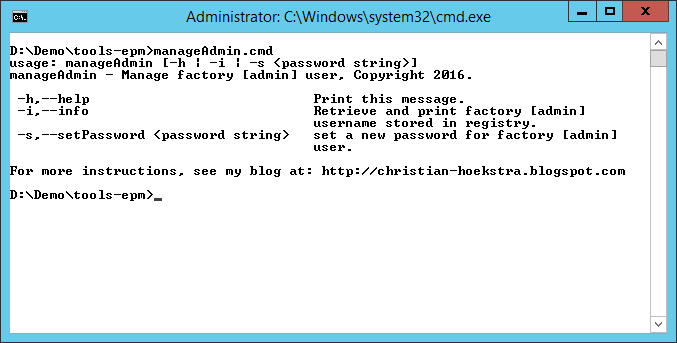 Administrator: C:\Windows\system32\cmd.exe
D:\Demo\tools-epm>manageAdmin.cmd
usage: manageAdmin [-h ¦ -i ¦ -s <password string>]
manageAdmin - Manage factory [admin] user, Copyright 2016.
-h,--help Print this message.
-i,--info Retrieve and print factory [admin]
username stored in registry.
-s,--setPassword <password string> set a new password for factory [admin]
user.
For more instructions, see my blog at: http://christian-hoekstra.blogspot.com
D:\Demo\tools-epm>_